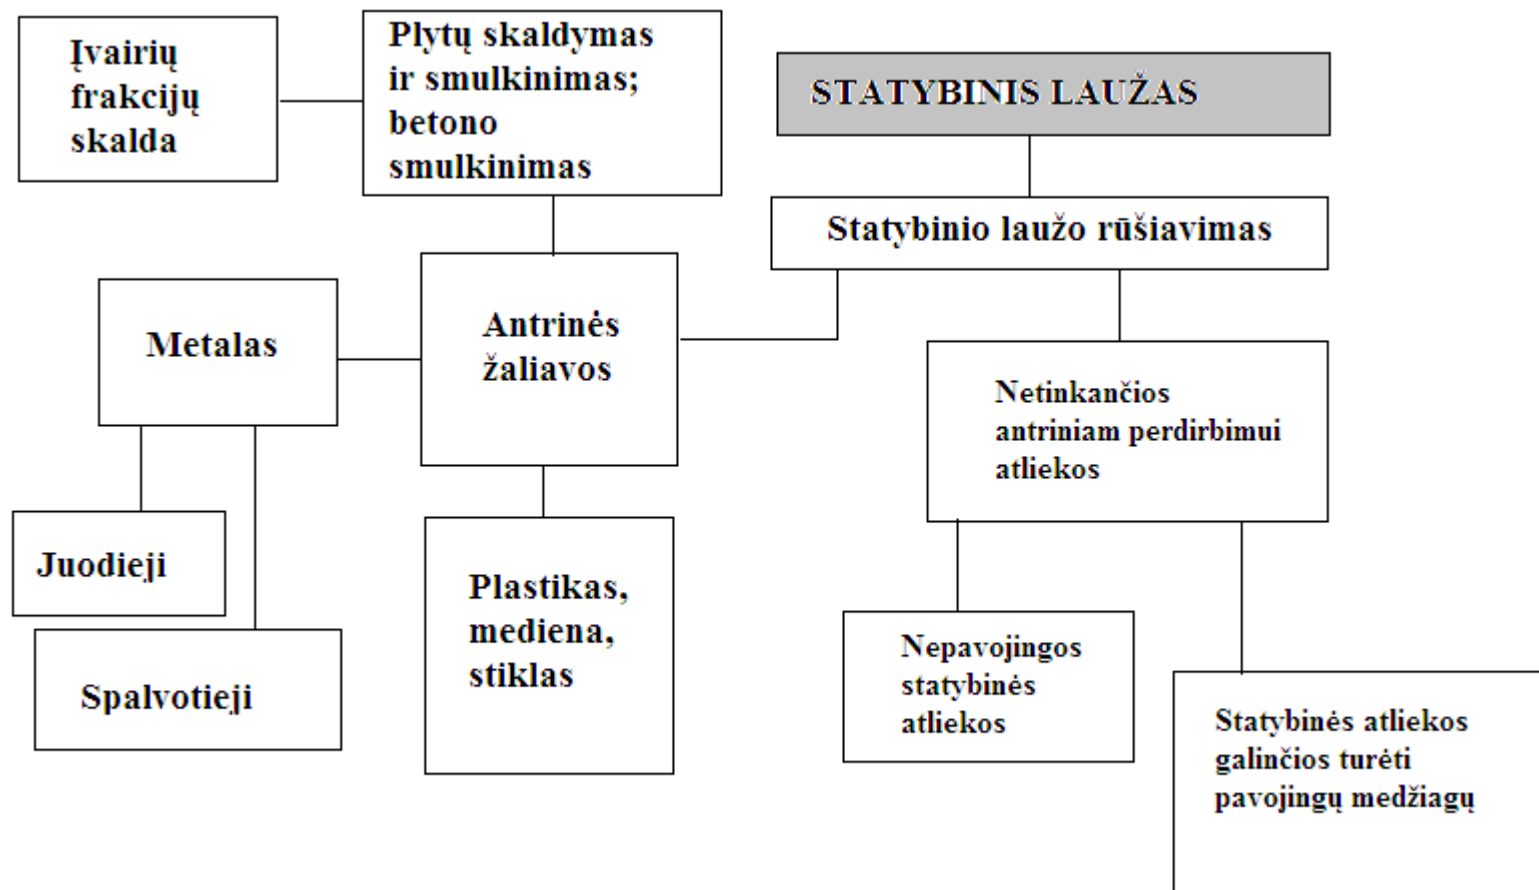 Įvairių
frakcijų
skalda
Plytų skaldymas
ir smulkinimas;
betono
smulkinimas
STATYBINIS LAUŽAS
Statybinio laužo rūšiavimas
Metalas
Antrinės
žaliavos
Netinkančios
antriniam perdirbimui
atliekos
Juodieji
Spalvotieji
Plastikas,
mediena,
stiklas
Nepavojingos
statybinės
atliekos
Statybinės atliekos
galinčios turėti
pavojingų medžiagų